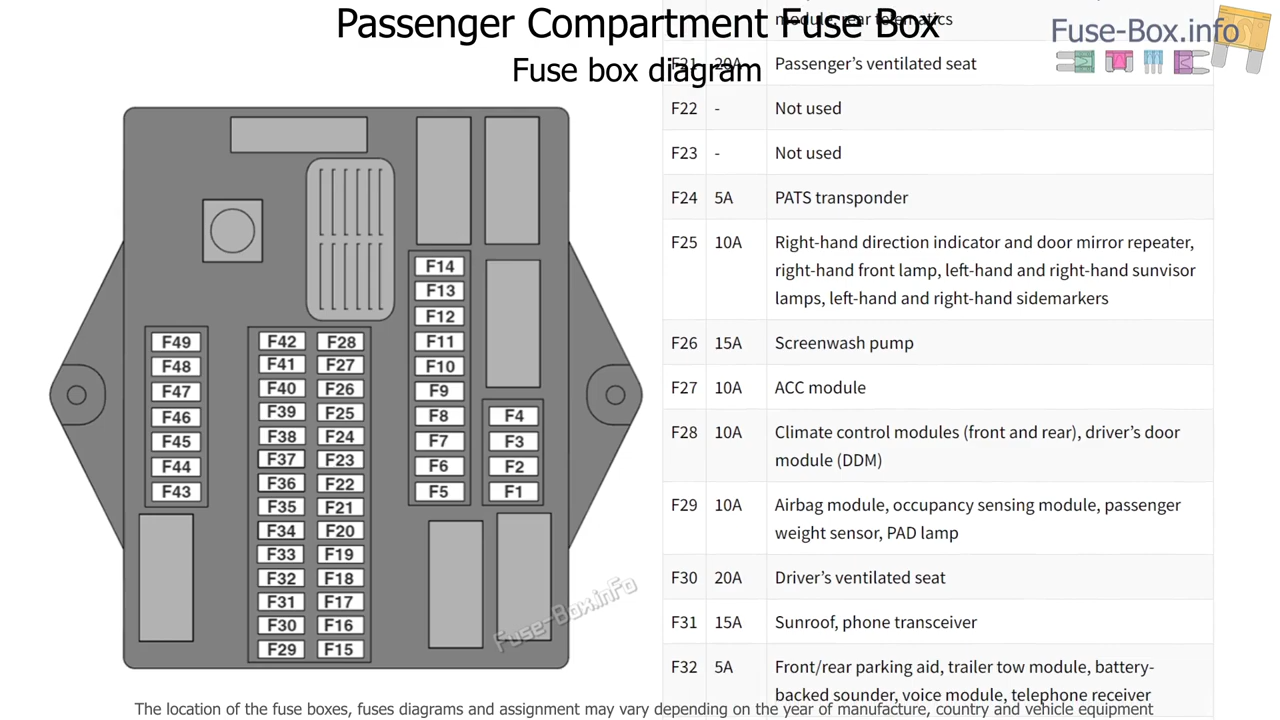 Passenger Compartment Fuse Box
Fuse box diagram
Fuse-Box.info
module, rear telematics
F21 20A Passenger's ventilated seat
F22 - Not used
F23 - Not used
F24 5A PATS transponder
F25 10A Right-hand direction indicator and door mirror repeater,
right-hand front lamp, left-hand and right-hand sunvisor
lamps, left-hand and right-hand sidemarkers
F26 15A Screenwash pump
F27 10A ACC module
F28 10A Climate control modules (front and rear), driver's door
module (DDM)
F29 10A Airbag module, occupancy sensing module, passenger
weight sensor, PAD lamp
F30 20A Driver's ventilated seat
F31 15A Sunroof, phone transceiver
F32 5A Front/rear parking aid, trailer tow module, battery-
backed sounder, voice module, telephone receiver
F49
F48
F47
F46
F45
F44
F43
F42 F28
F41 F27
F40 F26
F39 F25
F38 F24
F37 F23
F36 F22
F35 F21
F34 F20
F33 F19
F32 F18
F31 F17
F30 F16
F29 F15
F14
F13
F12
F11
F10
F9
F8
F7
F6
F5
F4
F3
F2
F1
Fuse-Box.inFo
The location of the fuse boxes, fuses diagrams and assignment may vary depending on the year of manufacture, country and vehicle equipment